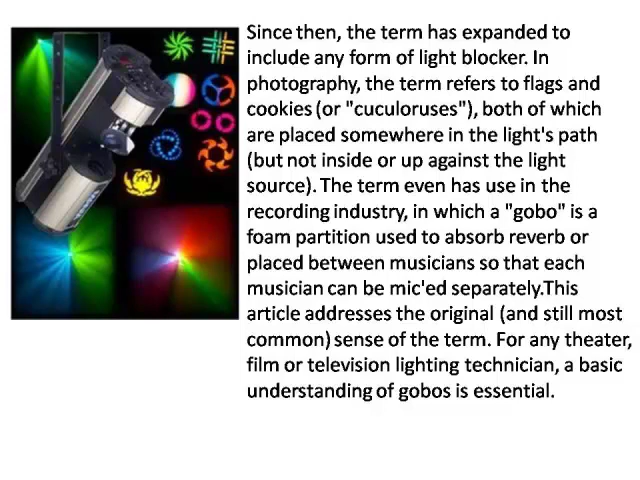 Since then, the term has expanded to
include any form of light blocker. In
photography, the term refers to flags and
cookies (or "cuculoruses"), both of which
are placed somewhere in the light's path
(but not inside or up against the light
source). The term even has use in the
recording industry, in which a "gobo" is a
foam partition used to absorb reverb or
placed between musicians so that each
musician can be mic'ed separately.This
article addresses the original (and still most
common) sense of the term. For any theater,
film or television lighting technician, a basic
understanding of gobos is essential.